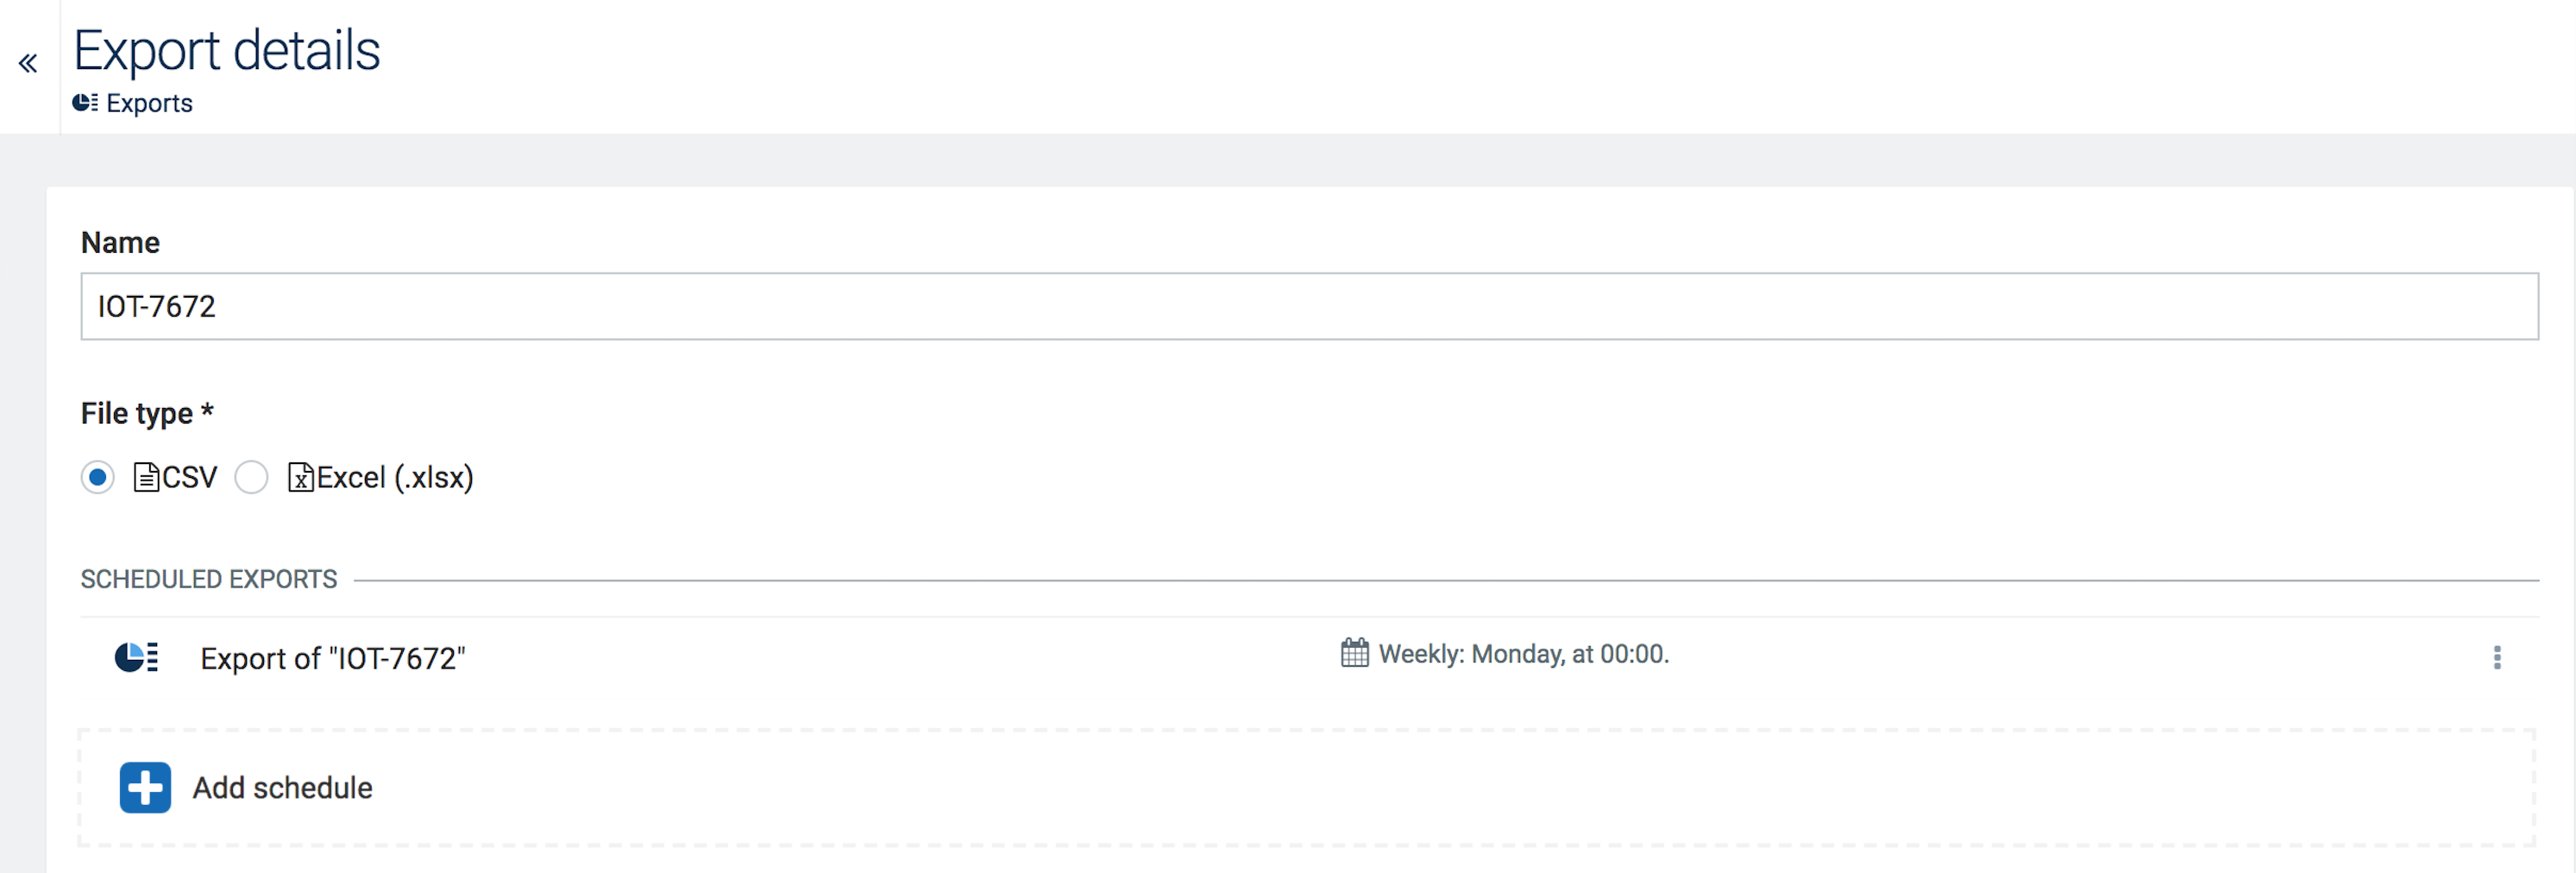 Export details
Exports
Name
IOT-7672
File type *
CSV Excel (.xlsx)
SCHEDULED EXPORTS
Export of "IOT-7672" Weekly: Monday, at 00:00.
Add schedule